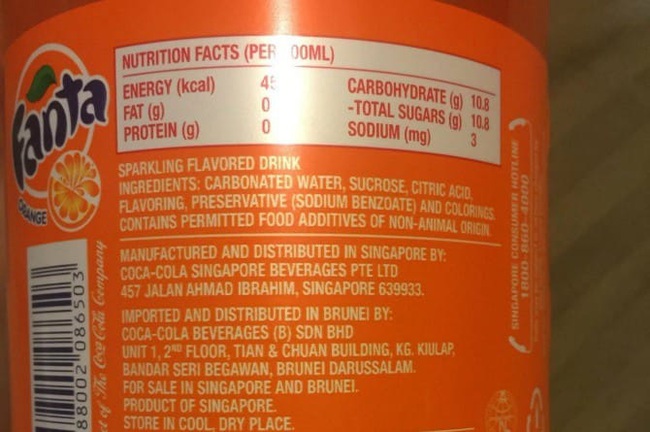 NUTRITION FACTS (PER 00ML)
ENERGY (kcal) 45
FAT (g) 0
PROTEIN (g) 0
CARBOHYDRATE (g) 10.8
-TOTAL SUGARS (g) 10.8
SODIUM (mg) 3
Fanta
ORANGE
SPARKLING FLAVORED DRINK
INGREDIENTS: CARBONATED WATER, SUCROSE, CITRIC ACID,
FLAVORING, PRESERVATIVE (SODIUM BENZOATE) AND COLORINGS.
CONTAINS PERMITTED FOOD ADDITIVES OF NON-ANIMAL ORIGIN.
MANUFACTURED AND DISTRIBUTED IN SINGAPORE BY:
COCA-COLA SINGAPORE BEVERAGES PTE LTD
457 JALAN AHMAD IBRAHIM, SINGAPORE 639933.
IMPORTED AND DISTRIBUTED IN BRUNEI BY:
COCA-COLA BEVERAGES (B) SDN BHD
UNIT 1, 2ND FLOOR, TIAN & CHUAN BUILDING, KG. KIULAP,
BANDAR SERI BEGAWAN, BRUNEI DARUSSALAM.
FOR SALE IN SINGAPORE AND BRUNEI.
PRODUCT OF SINGAPORE.
STORE IN COOL, DRY PLACE.
88002 086503
of The Coca-Cola Company
SINGAPORE CONSUMER HOTLINE
1800-860-4000